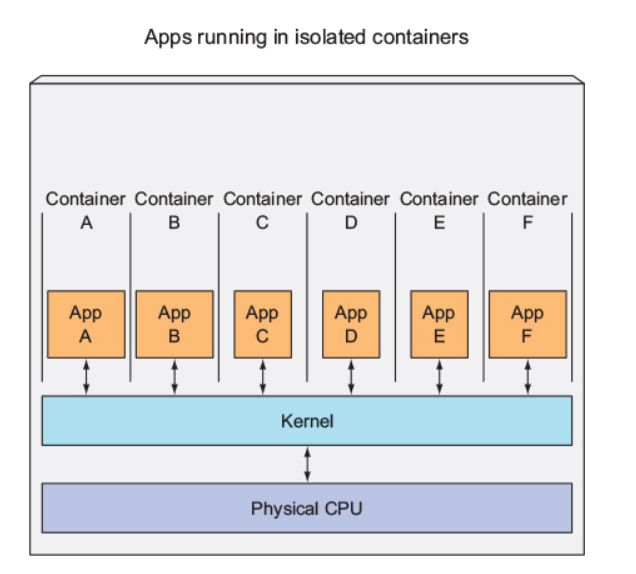 Apps running in isolated containers
Container Container Container Container Container Container
A B C D E F
App App App App App App
A B C D E F
Kernel
Physical CPU